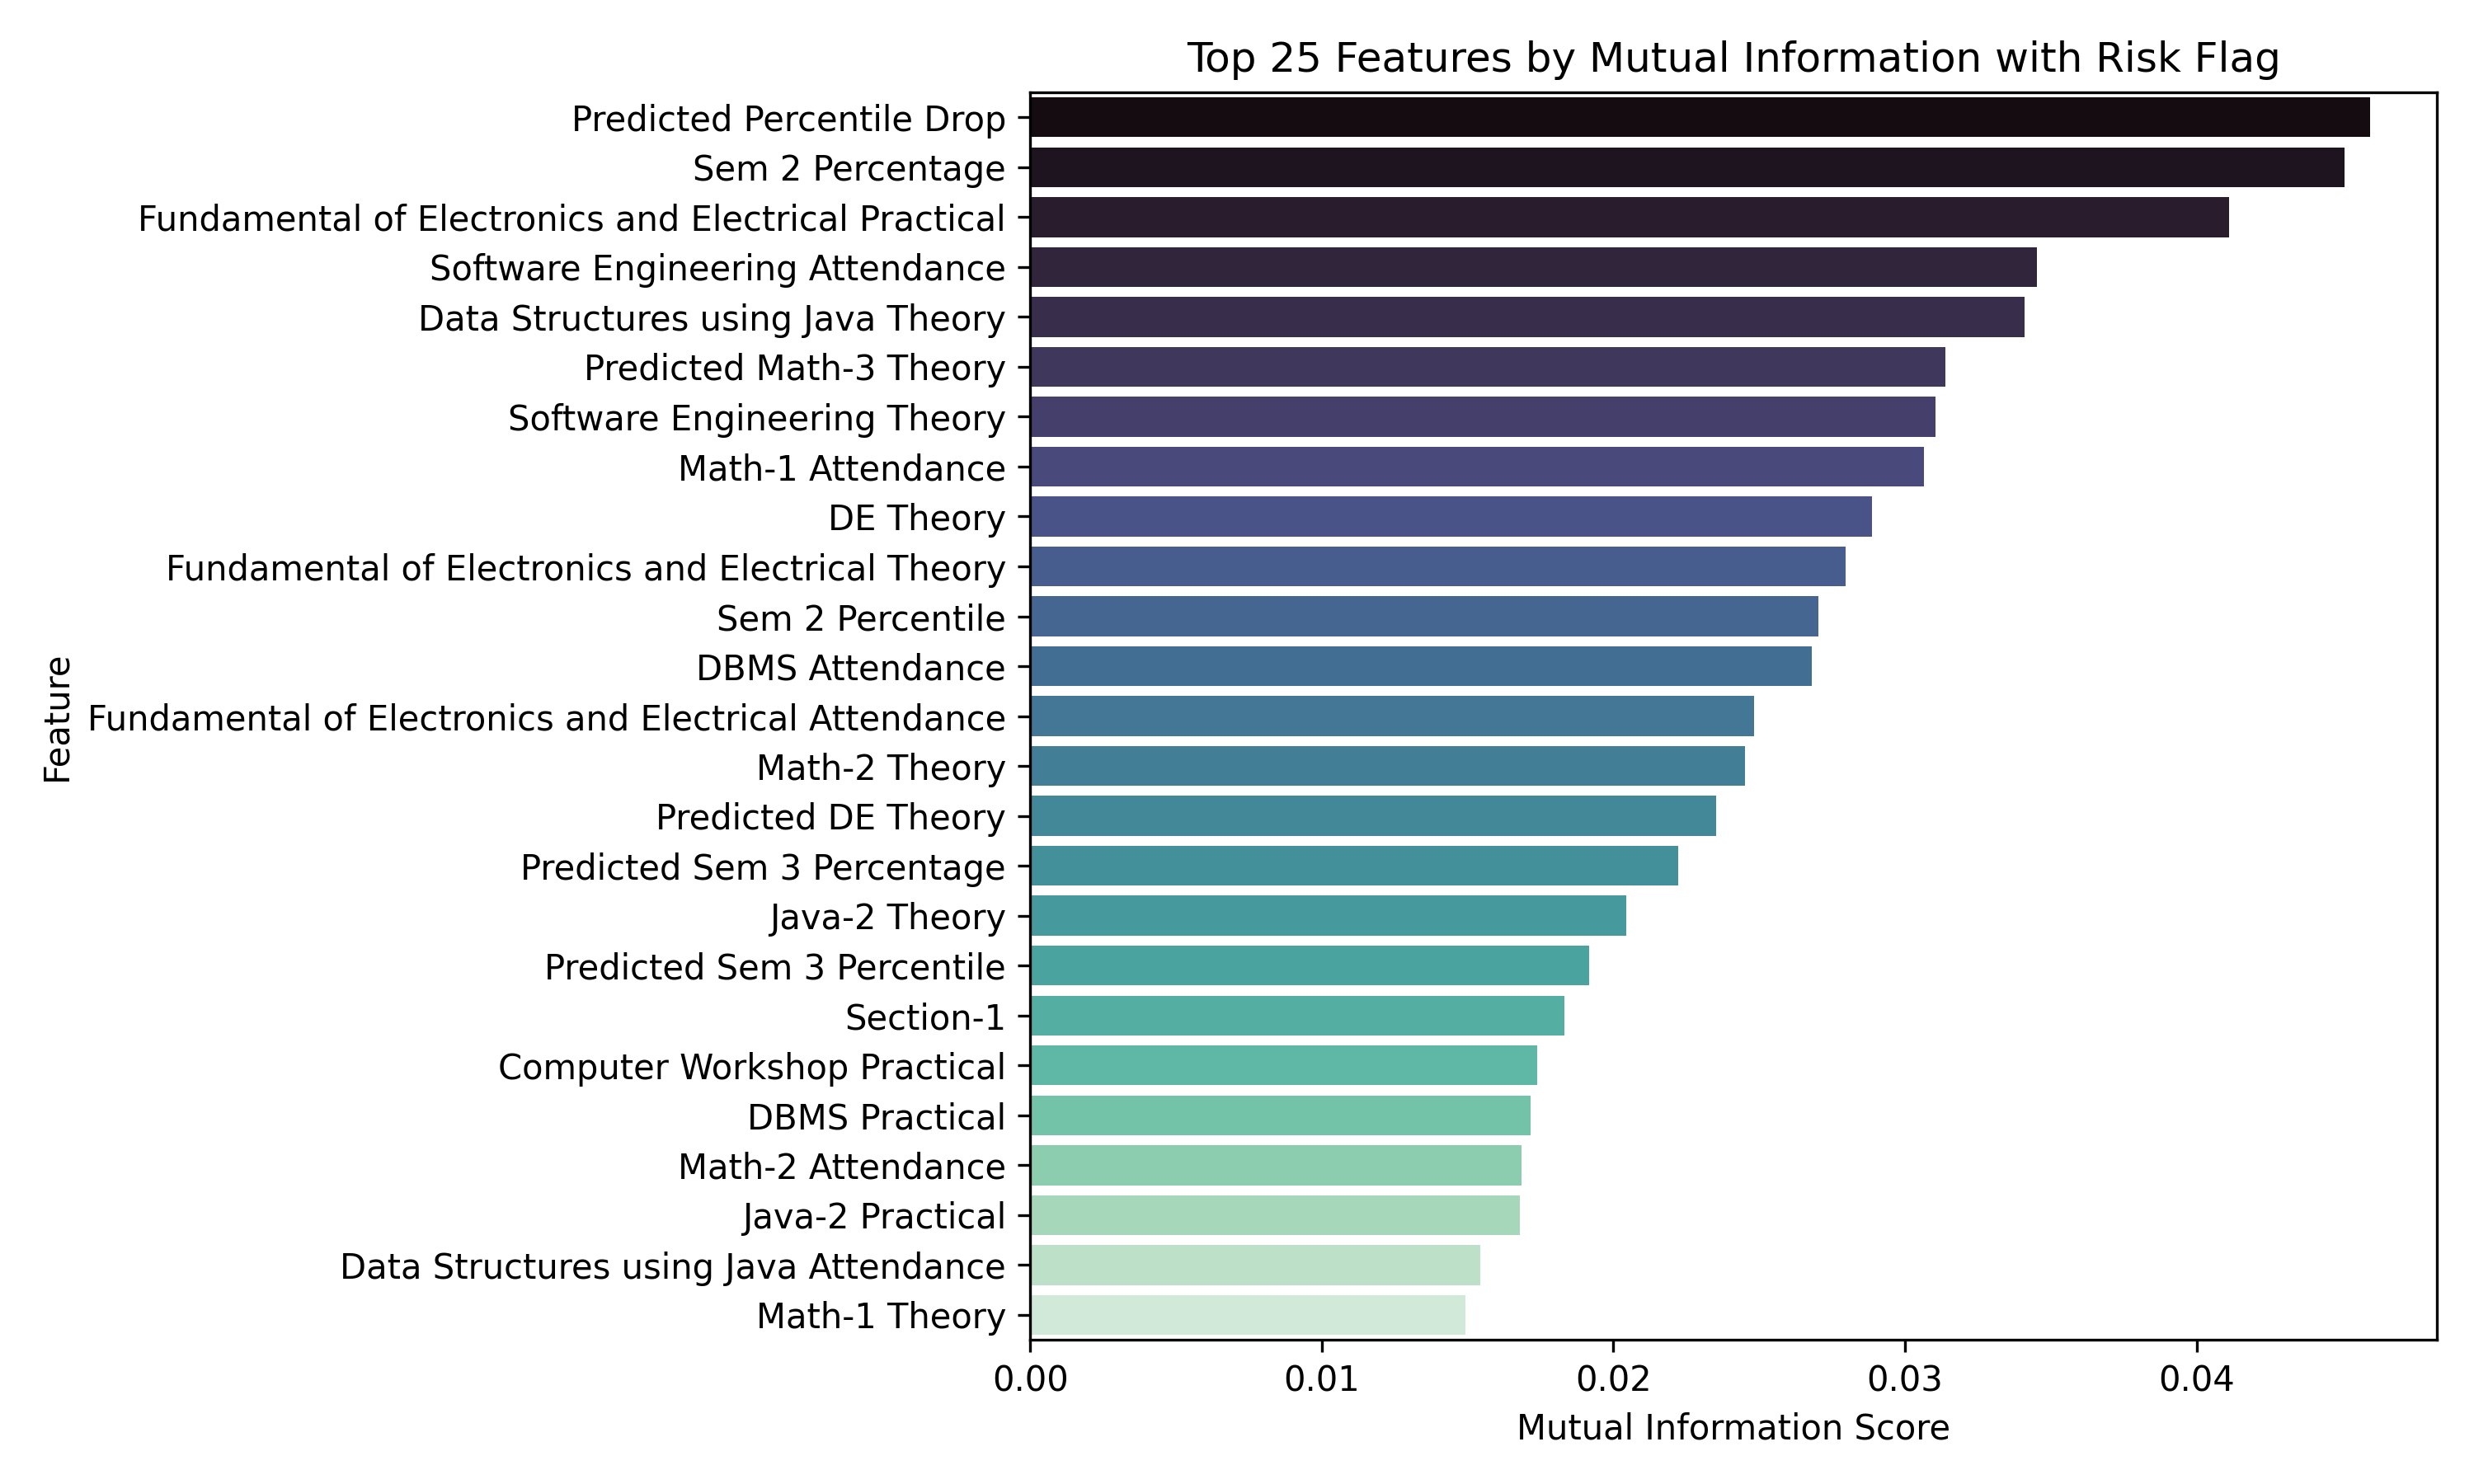 Top 25 Features by Mutual Information with Risk Flag
Predicted Percentile Drop
Sem 2 Percentage
Fundamental of Electronics and Electrical Practical
Software Engineering Attendance
Data Structures using Java Theory
Predicted Math-3 Theory
Software Engineering Theory
Math-1 Attendance
DE Theory
Fundamental of Electronics and Electrical Theory
Sem 2 Percentile
DBMS Attendance
Fundamental of Electronics and Electrical Attendance
Math-2 Theory
Predicted DE Theory
Predicted Sem 3 Percentage
Java-2 Theory
Predicted Sem 3 Percentile
Section-1
Computer Workshop Practical
DBMS Practical
Math-2 Attendance
Java-2 Practical
Data Structures using Java Attendance
Math-1 Theory
Feature
0.00 0.01 0.02 0.03 0.04
Mutual Information Score